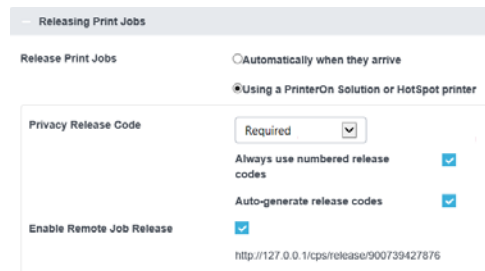 Releasing Print Jobs
Release Print Jobs
Automatically when they arrive
Using a PrinterOn Solution or HotSpot printer
Privacy Release Code
Required
Always use numbered release
codes
Auto-generate release codes
Enable Remote Job Release
http://127.0.0.1/cps/release/900739427876